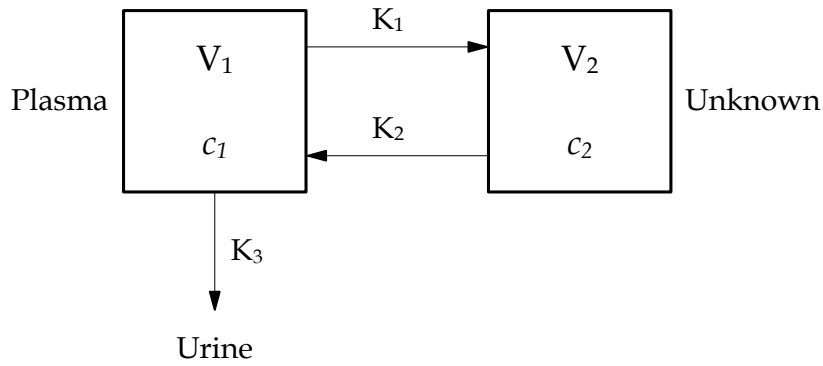 K₁
V₁
V₂
Plasma
Unknown
c₁
K₂
c₂
K₃
Urine